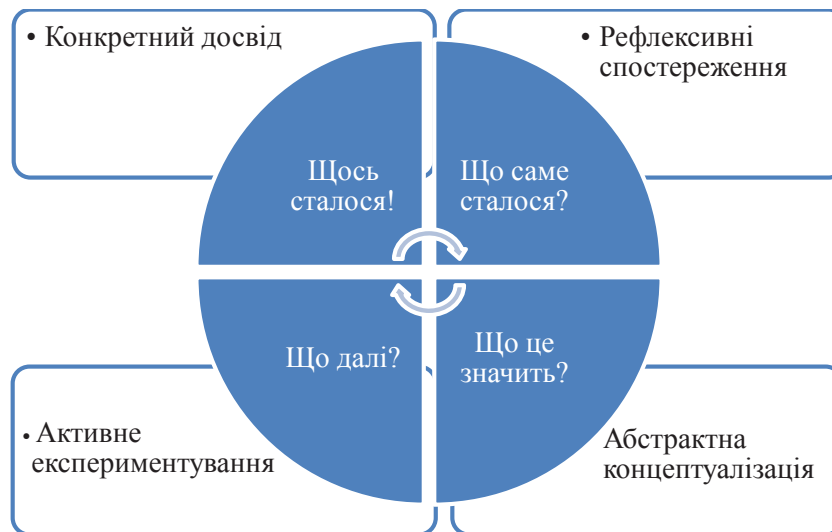 • Конкретний досвід
• Рефлексивні
спостереження
Щось
сталося!
Що саме
сталося?
Що далі?
Що це
значить?
• Активне
експериментування
Абстрактна
концептуалізація